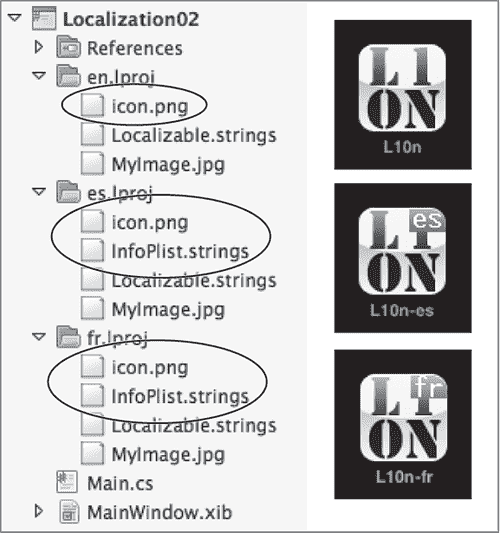 Localization02
References
en.lproj
icon.png
Localizable.strings
MyImage.jpg
es.lproj
icon.png
InfoPlist.strings
Localizable.strings
MyImage.jpg
fr.lproj
icon.png
InfoPlist.strings
Localizable.strings
MyImage.jpg
Main.cs
MainWindow.xib
L1
ON
L10n
L1
es
ON
L10n-es
L1
fr
ON
L10n-fr